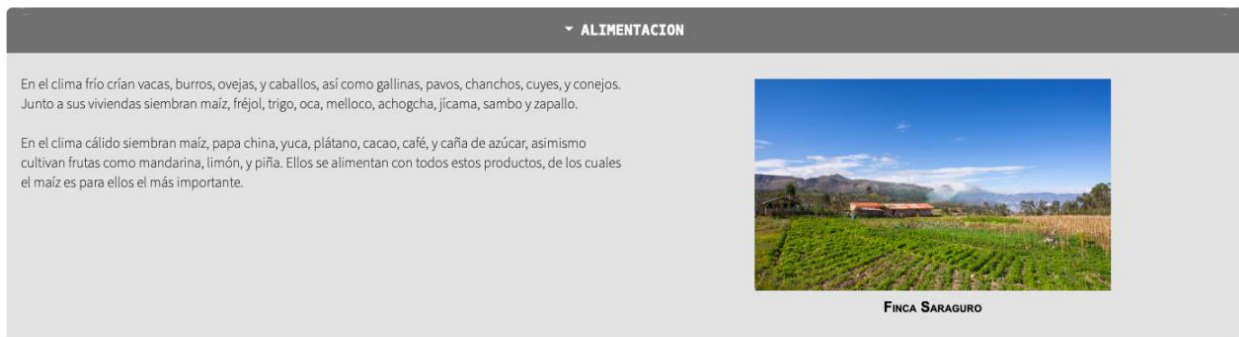 ALIMENTACION
En el clima frío crían vacas, burros, ovejas, y caballos, así como gallinas, pavos, chanchos, cuyes, y conejos.
Junto a sus viviendas siembran maíz, fréjol, trigo, oca, melloco, achogcha, jícama, sambo y zapallo.
En el clima cálido siembran maíz, papa china, yuca, plátano, cacao, café, y caña de azúcar, asimismo
cultivan frutas como mandarina, limón, y piña. Ellos se alimentan con todos estos productos, de los cuales
el maíz es para ellos el más importante.
Finca Saraguro